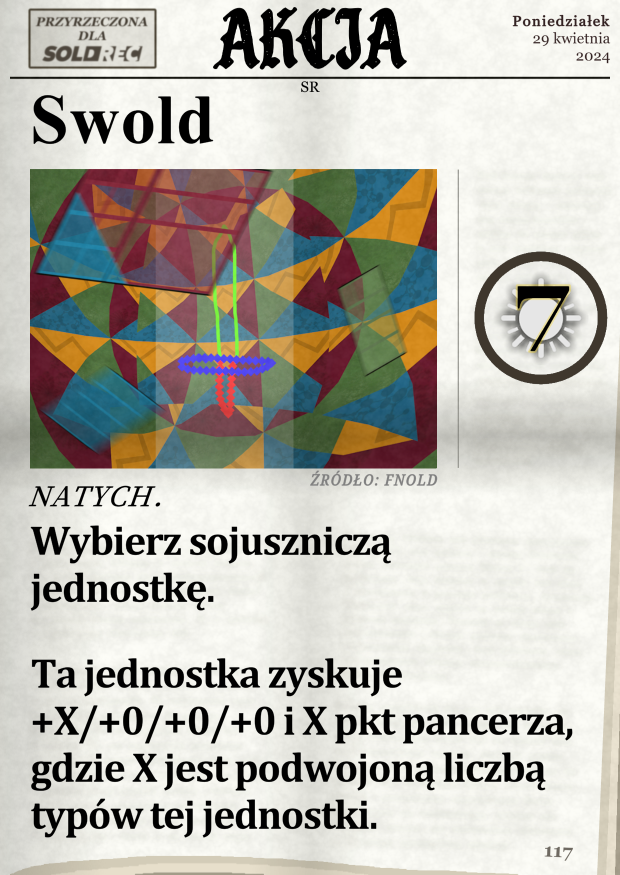 PRZYRZECZONA
DLA
SOLDREC
AKCJA
Poniedziałek
29 kwietnia
2024
SR
Swold
7
ŹRÓDŁO: FNOLD
NATYCH.
Wybierz sojuszniczą
jednostkę.
Ta jednostka zyskuje
+X/+0/+0/+0 i X pkt pancerza,
gdzie X jest podwojoną liczbą
typów tej jednostki.
117